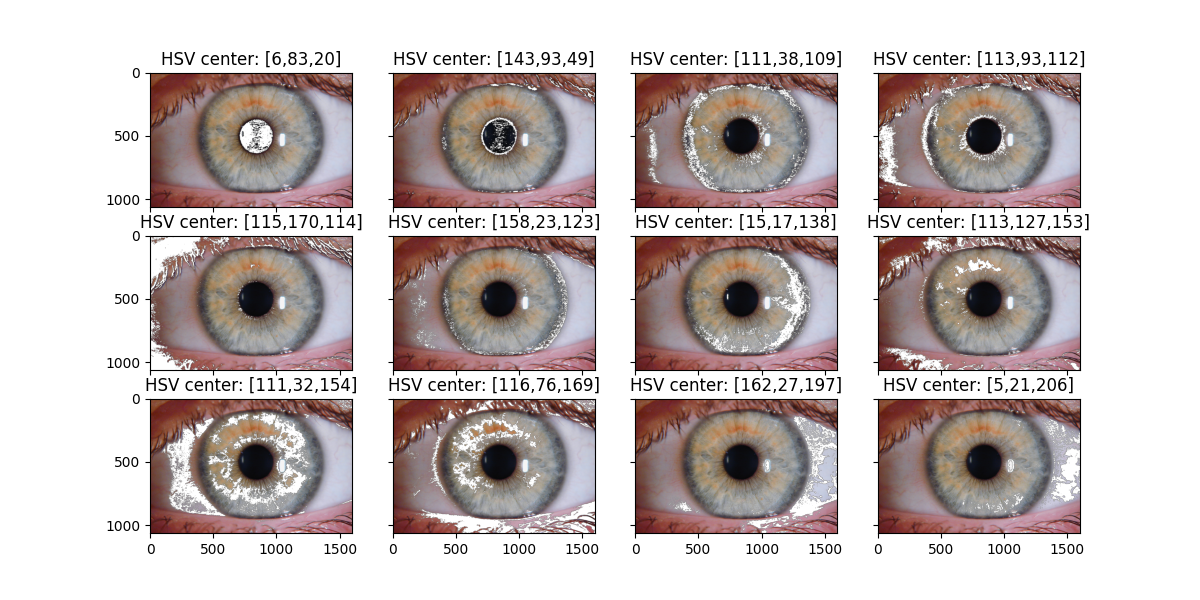 HSV center: [6,83,20] HSV center: [143,93,49] HSV center: [111,38,109] HSV center: [113,93,112]
0
500
1000
HSV center: [115,170,114] HSV center: [158,23,123] HSV center: [15,17,138] HSV center: [113,127,153]
0
500
1000
HSV center: [111,32,154] HSV center: [116,76,169] HSV center: [162,27,197] HSV center: [5,21,206]
0
500
1000
0 500 1000 1500 0 500 1000 1500 0 500 1000 1500 0 500 1000 1500